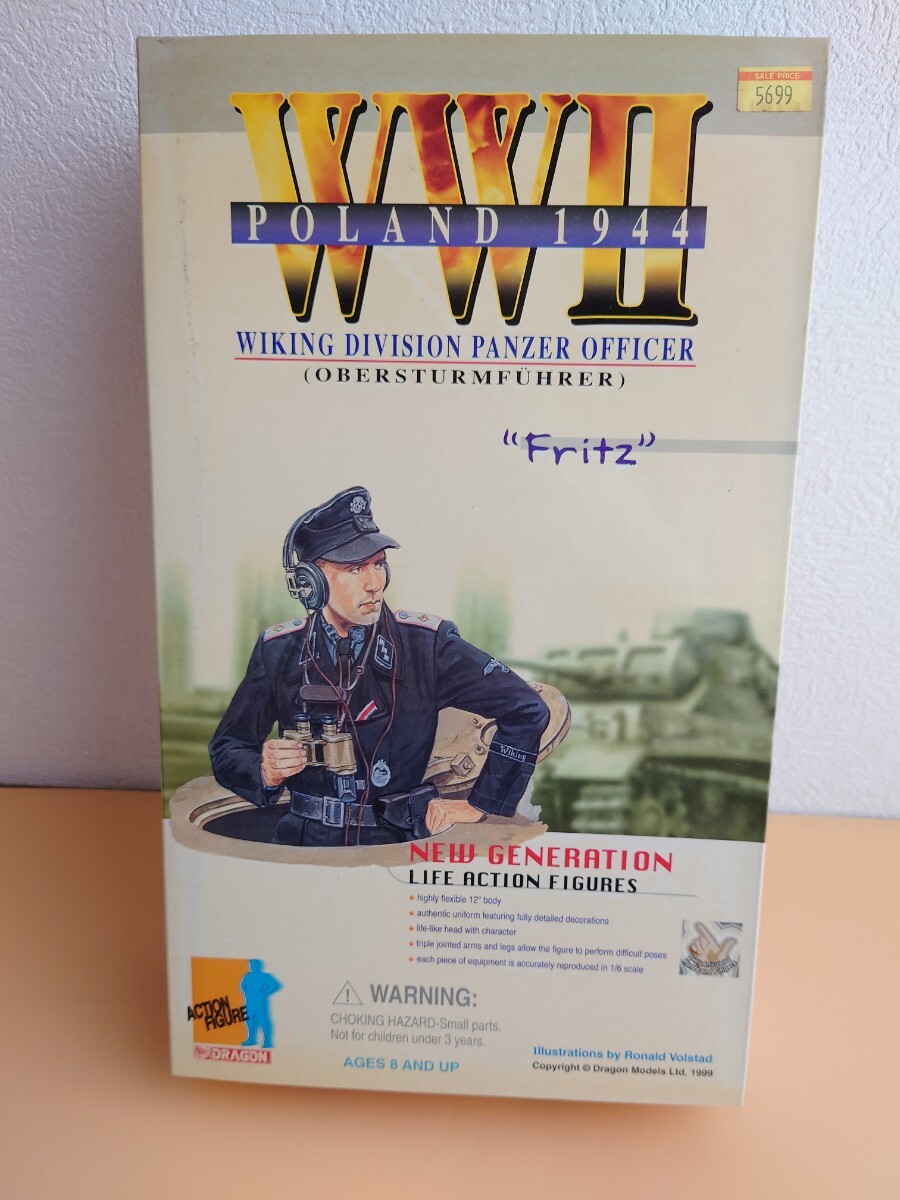 SALE PRICE
5699
WWII
POLAND 1944
WIKING DIVISION PANZER OFFICER
(OBERSTURMFÜHRER)
"Fritz"
Wiking
NEW GENERATION
LIFE ACTION FIGURES
• highly flexible 12" body
• authentic uniform featuring fully detailed decorations
• life-like head with character
• triple jointed arms and legs allow the figure to perform difficult poses
• each piece of equipment is accurately reproduced in 1/6 scale
WARNING:
CHOKING HAZARD-Small parts.
Not for children under 3 years.
AGES 8 AND UP
ACTION
FIGURE
DRAGON
Illustrations by Ronald Volstad
Copyright © Dragon Models Ltd. 1999